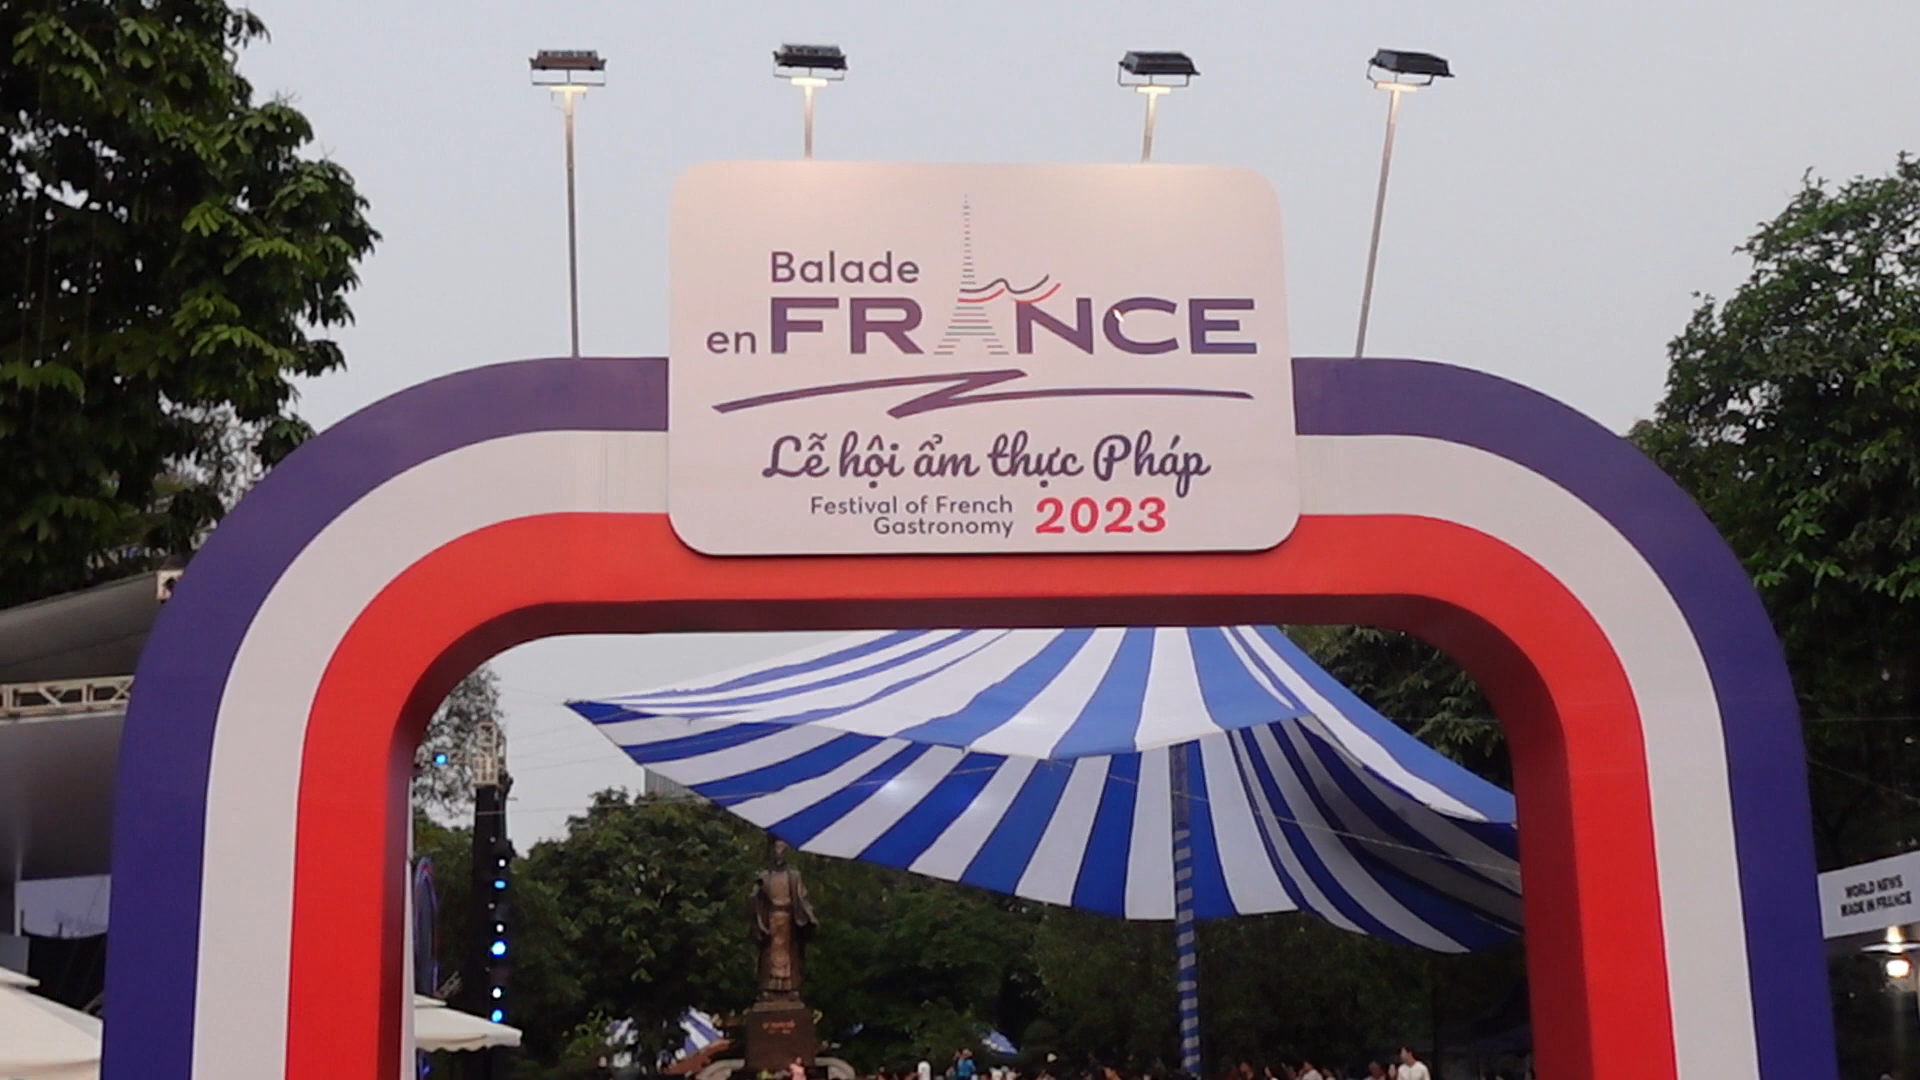 Balade
en FRANCE
Lễ hội ẩm thực Pháp
Festival of French
Gastronomy 2023
WORLD NEWS
MADE IN FRANCE